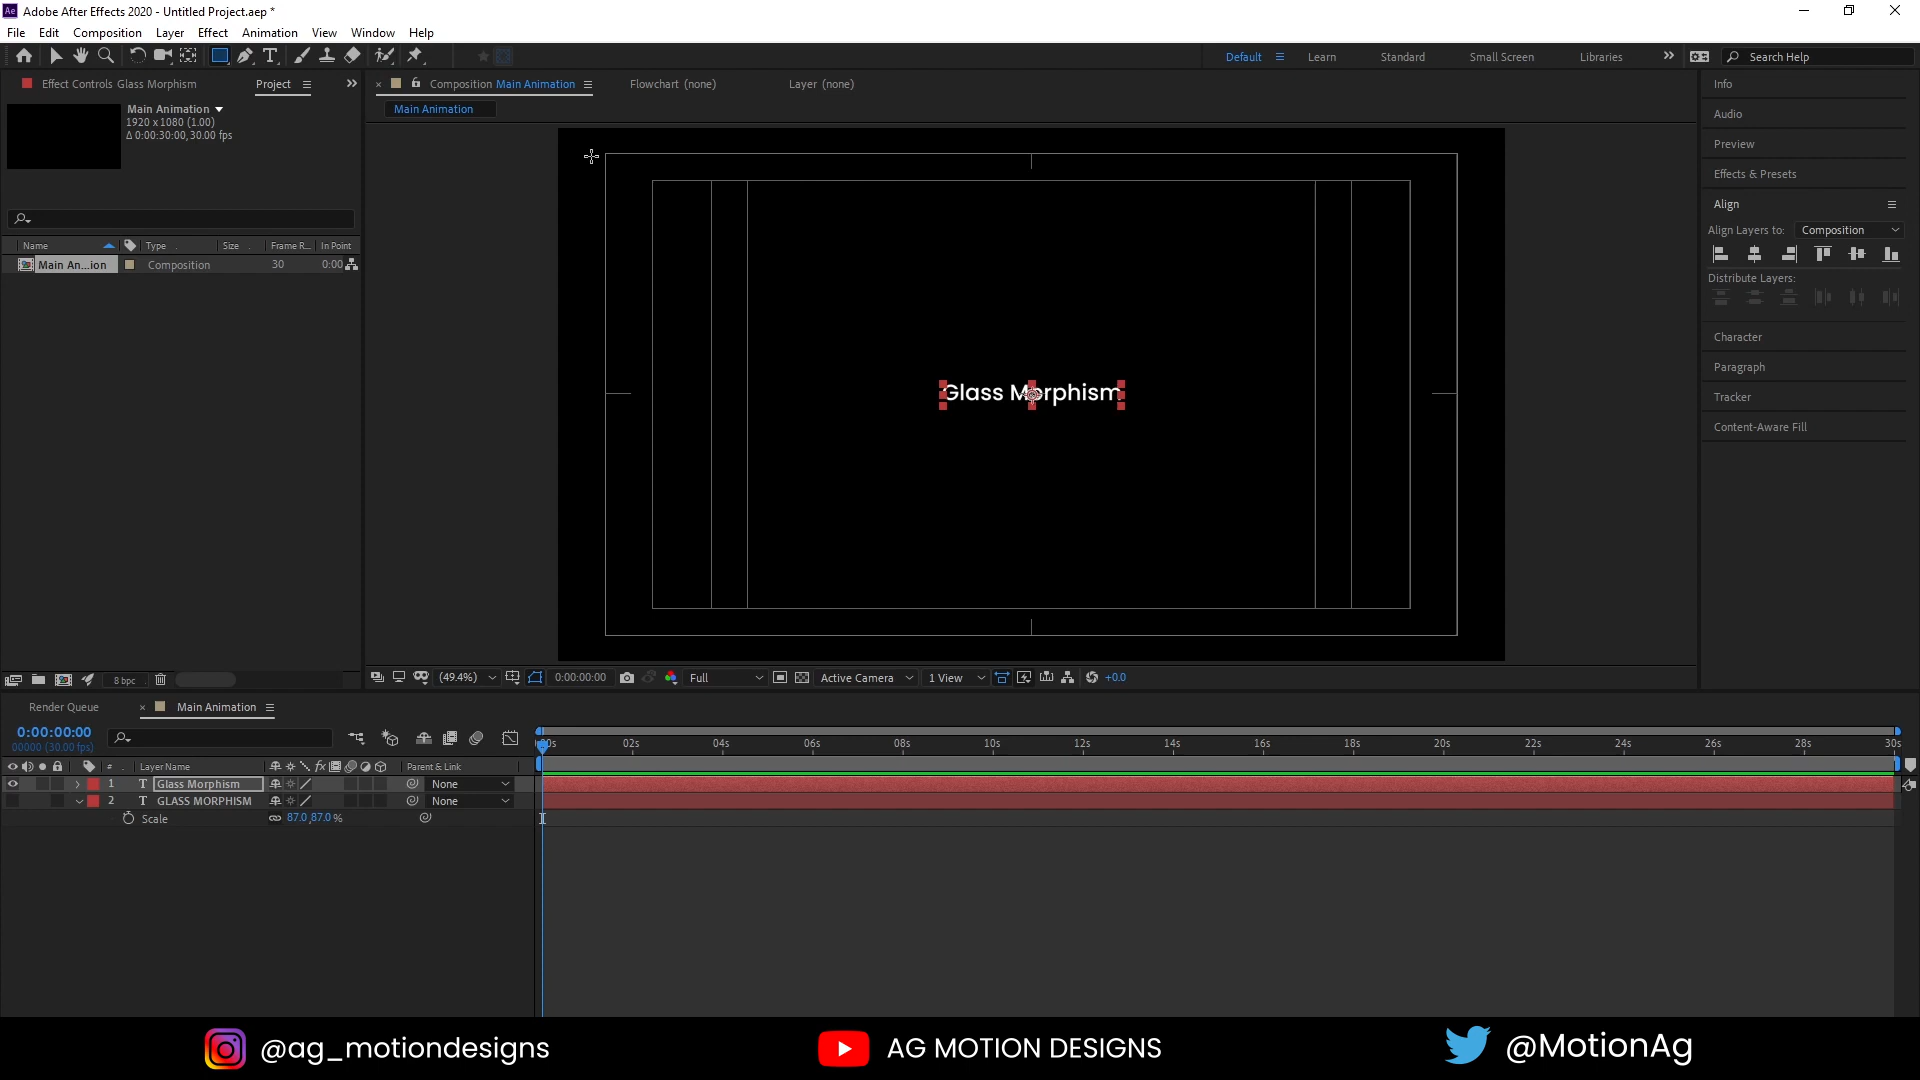 Ae Adobe After Effects 2020 - Untitled Project.aep *
File Edit Composition Layer Effect Animation View Window Help
Default Learn Standard Small Screen Libraries Search Help
Effect Controls Glass Morphism Project
Composition Main Animation Flowchart (none) Layer (none)
Main Animation
Main Animation
1920 x 1080 (1.00)
Δ 0:00:30:00, 30.00 fps
Name Type Size Frame R... In Point
Main An...ion Composition 30 0:00
Glass Morphism
Info
Audio
Preview
Effects & Presets
Align
Align Layers to: Composition
Distribute Layers:
Character
Paragraph
Tracker
Content-Aware Fill
8 bpc
(49.4%) 0:00:00:00 Full Active Camera 1 View +0.0
Render Queue Main Animation
0:00:00:00
00000 (30.00 fps)
02s 04s 06s 08s 10s 12s 14s 16s 18s 20s 22s 24s 26s 28s 30s
# Layer Name Parent & Link
1 T Glass Morphism None
2 T GLASS MORPHISM None
Scale 87.0,87.0 %
@ag_motiondesigns AG MOTION DESIGNS @MotionAg